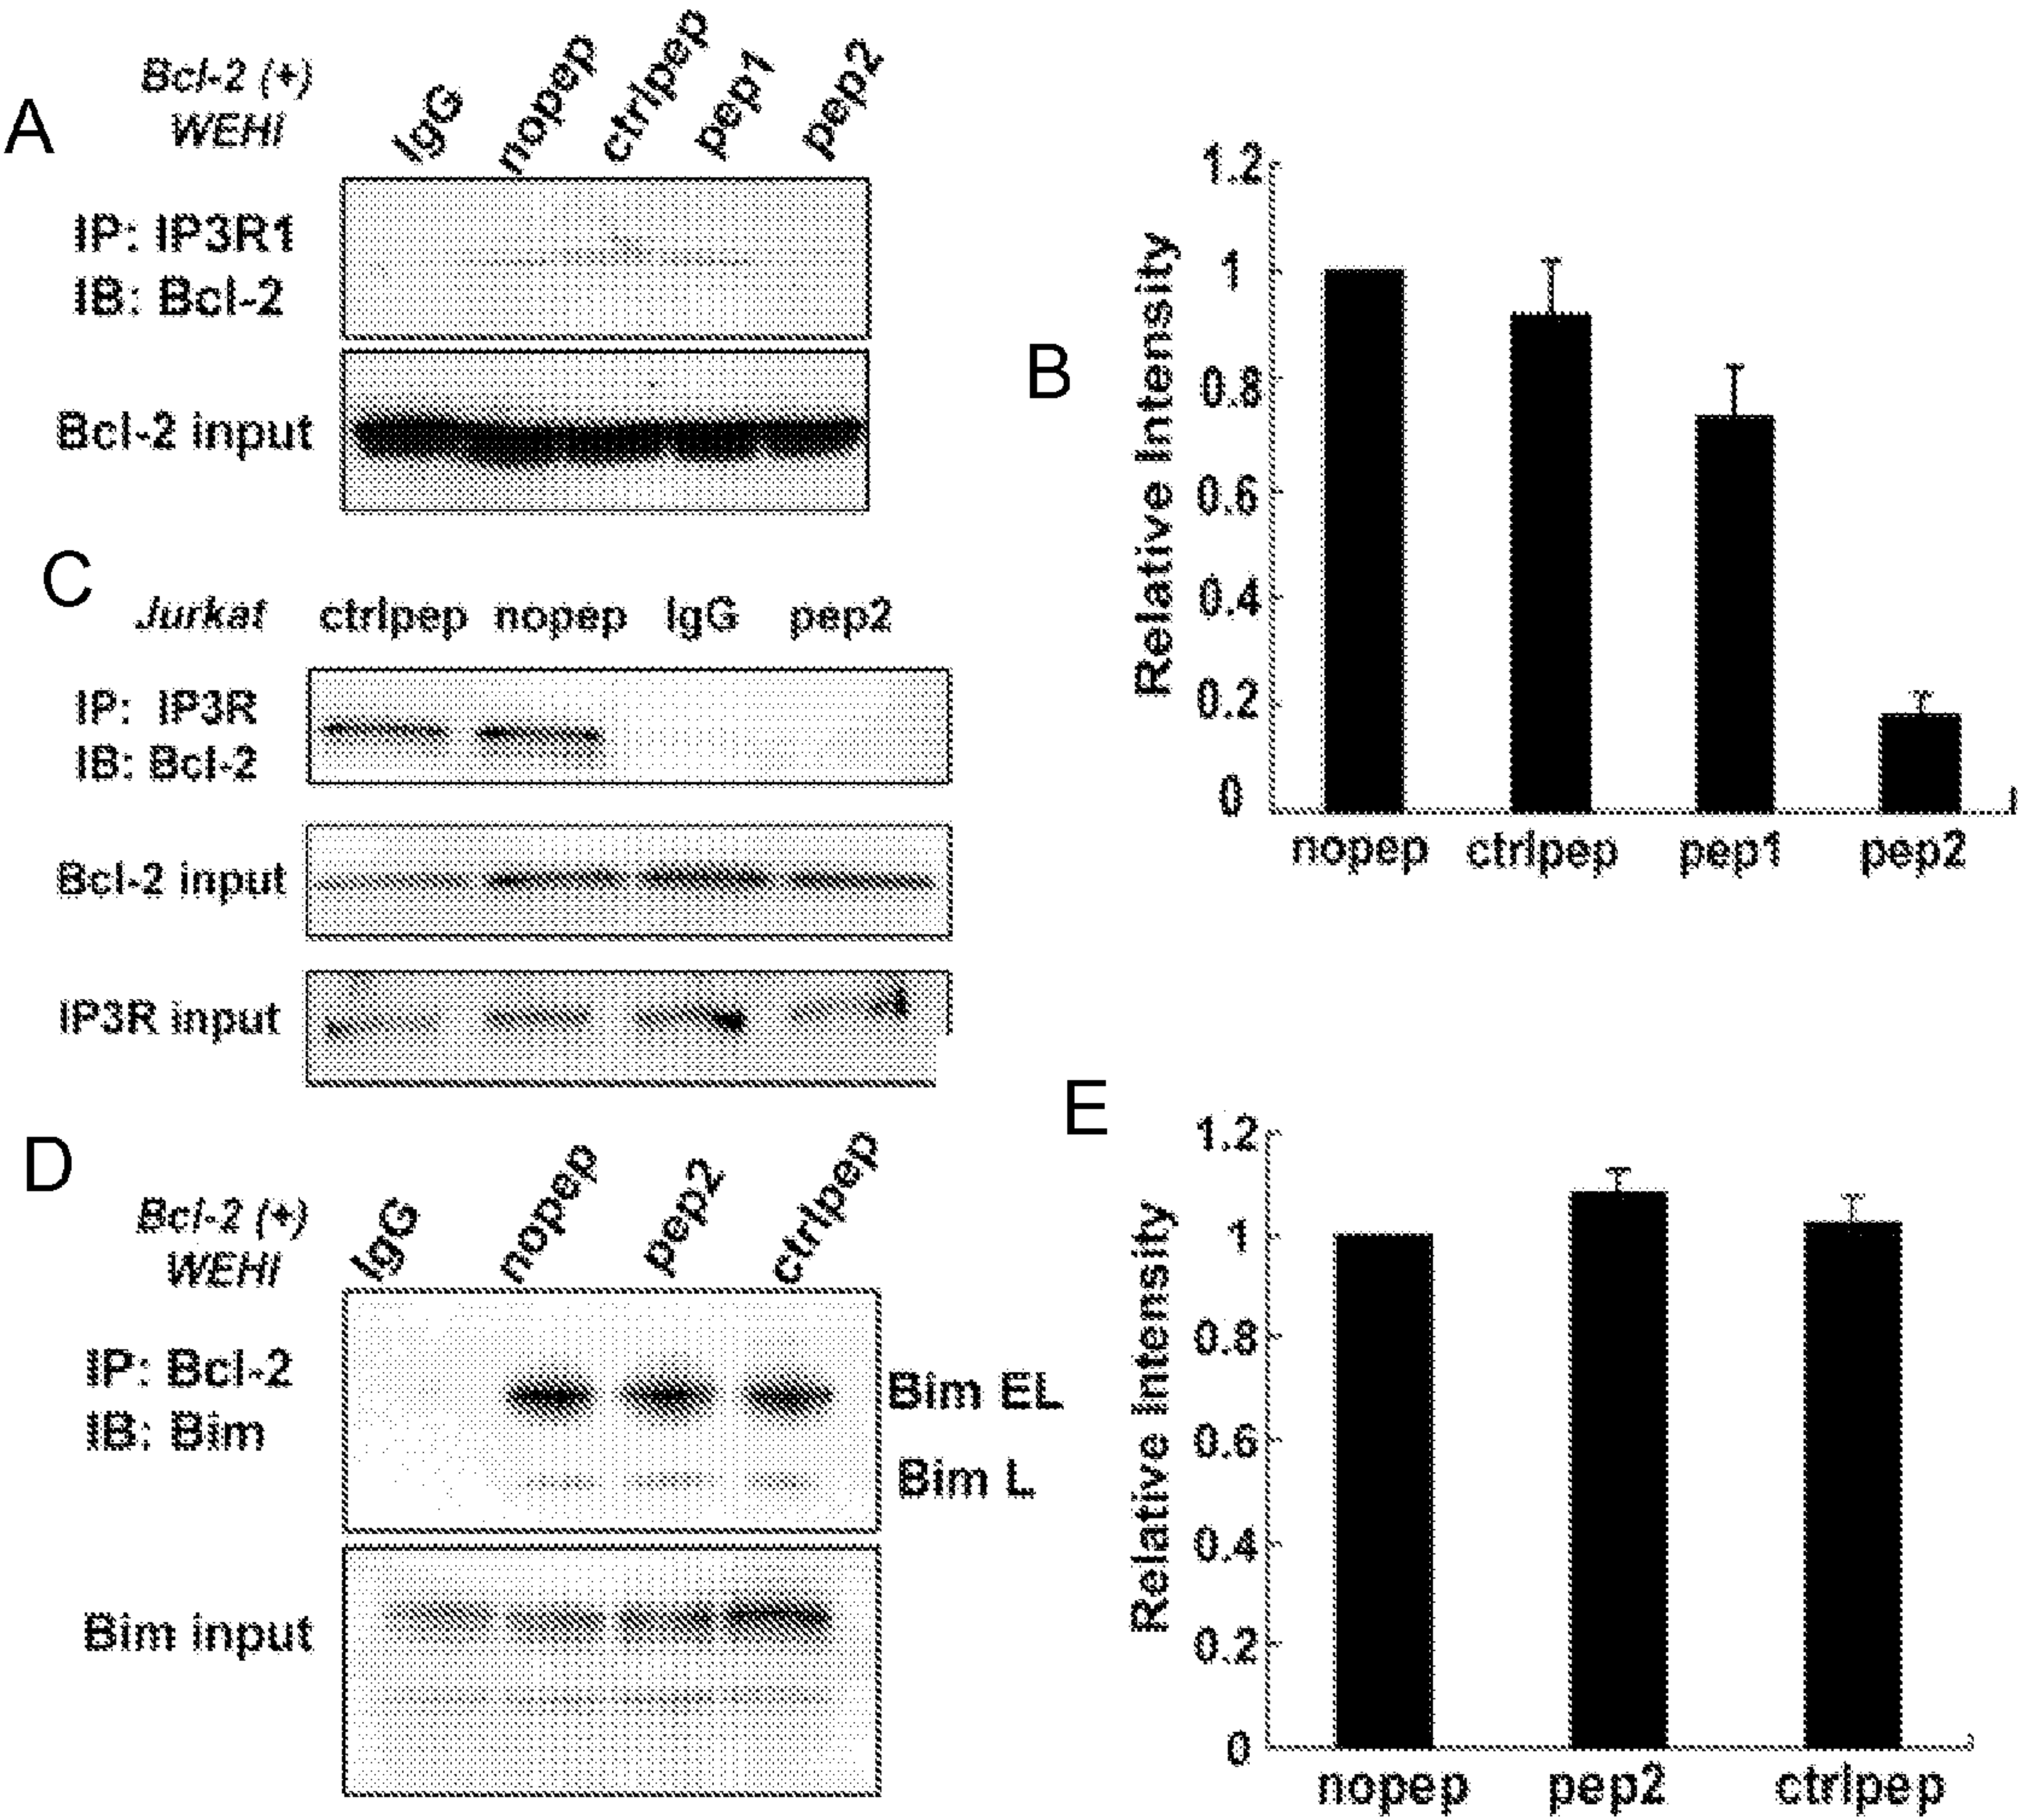 A
Bcl-2 (+)
WEHI
IgG
nopep
ctrlpep
pep1
pep2
IP: IP3R1
IB: Bcl-2
Bcl-2 input
B
Relative Intensity
1.2
1
0.8
0.6
0.4
0.2
0
nopep
ctrlpep
pep1
pep2
C
Jurkat
ctrlpep
nopep
IgG
pep2
IP: IP3R
IB: Bcl-2
Bcl-2 input
IP3R input
D
Bcl-2 (+)
WEHI
IgG
nopep
pep2
ctrlpep
IP: Bcl-2
IB: Bim
Bim EL
Bim L
Bim input
E
Relative Intensity
1.2
1
0.8
0.6
0.4
0.2
0
nopep
pep2
ctrlpep